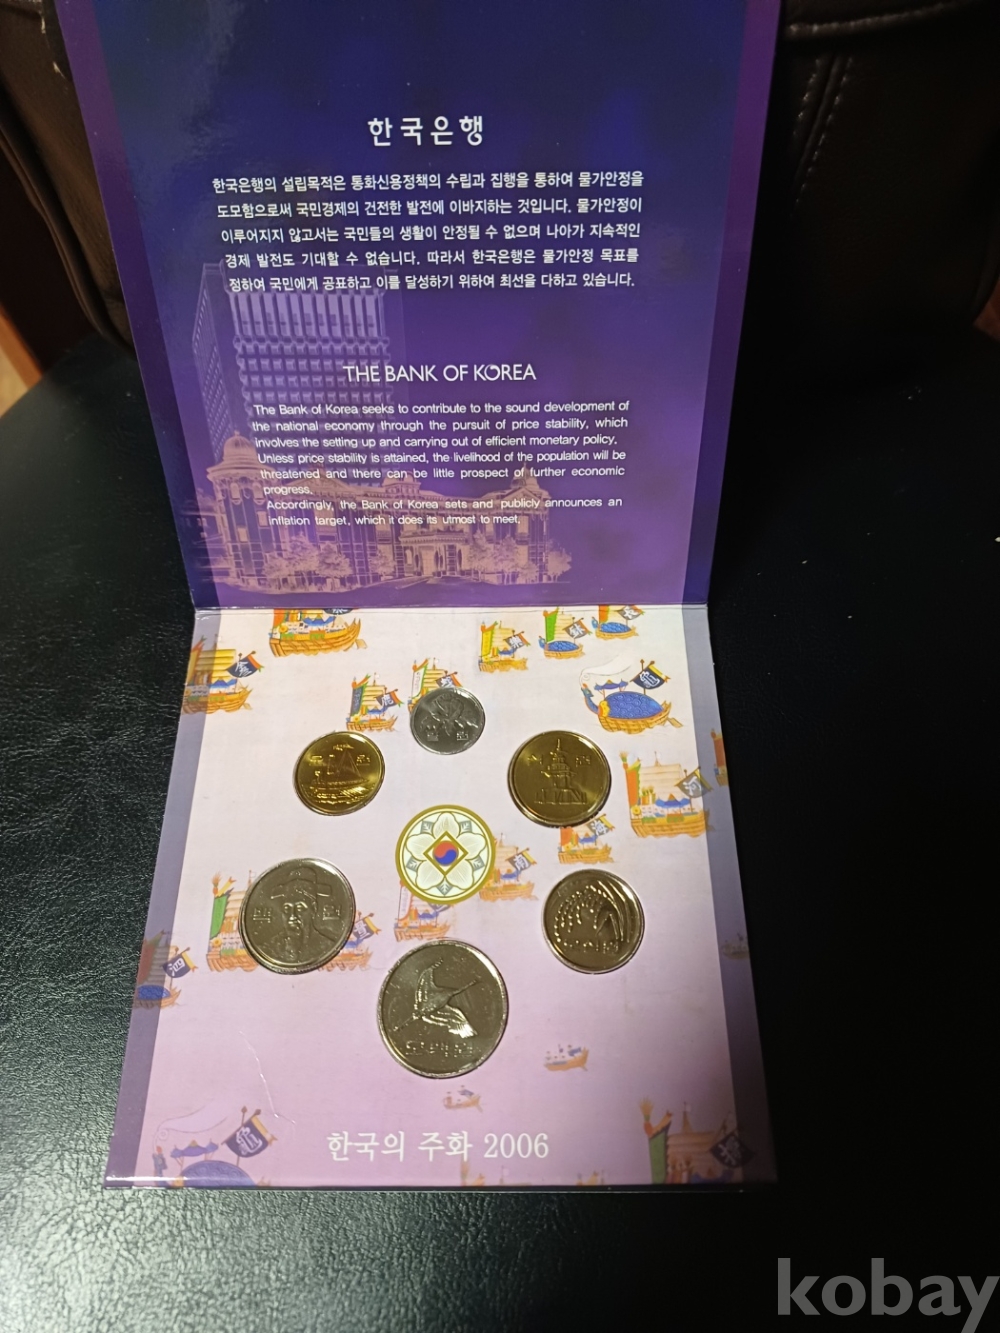 한국은행
한국은행의 설립목적은 통화신용정책의 수립과 집행을 통하여 물가안정을
도모함으로써 국민경제의 건전한 발전에 이바지하는 것입니다. 물가안정이
이루어지지 않고서는 국민들의 생활이 안정될 수 없으며 나아가 지속적인
경제 발전도 기대할 수 없습니다. 따라서 한국은행은 물가안정 목표를
정하여 국민에게 공표하고 이를 달성하기 위하여 최선을 다하고 있습니다.
THE BANK OF KOREA
The Bank of Korea seeks to contribute to the sound development of
the national economy through the pursuit of price stability, which
involves the setting up and carrying out of efficient monetary policy.
Unless price stability is attained, the livelihood of the population will be
threatened and there can be little prospect of further economic
progress.
Accordingly, the Bank of Korea sets and publicly announces an
inflation target, which it does its utmost to meet.
일 원
백 원
한국의 주화 2006
kobay